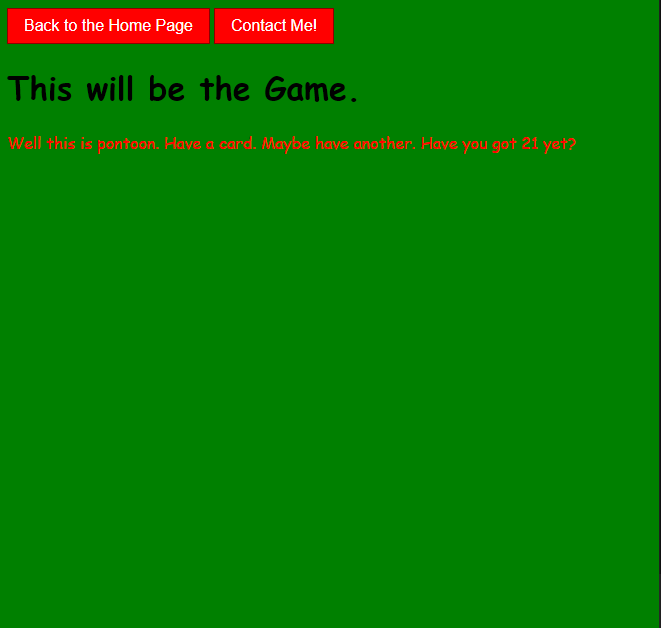 Back to the Home Page Contact Me!
This will be the Game.
Well this is pontoon. Have a card. Maybe have another. Have you got 21 yet?